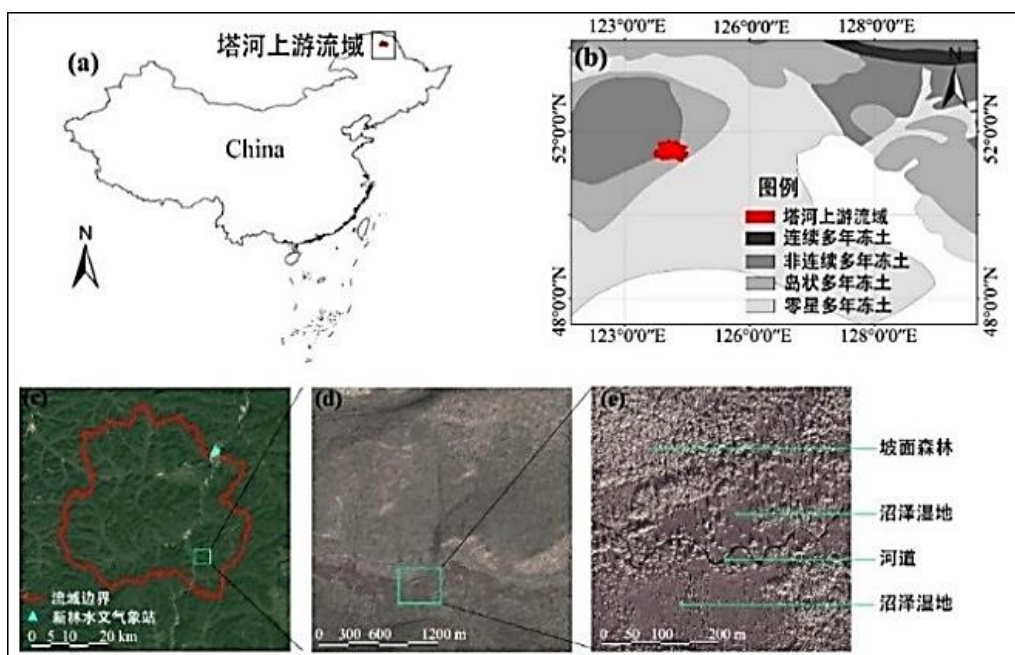 塔河上游流域
(a)
China
N
123°0′0″E 126°0′0″E 128°0′0″E
(b)
N
52°0′0″N
52°0′0″N
图例
塔河上游流域
连续多年冻土
非连续多年冻土
岛状多年冻土
零星多年冻土
48°0′0″N
48°0′0″N
123°0′0″E 126°0′0″E 128°0′0″E
(c)
流域边界
新林水文气象站
0 5 10 20 km
(d)
0 300 600 1200 m
(e)
坡面森林
沼泽湿地
河道
沼泽湿地
0 50 100 200 m